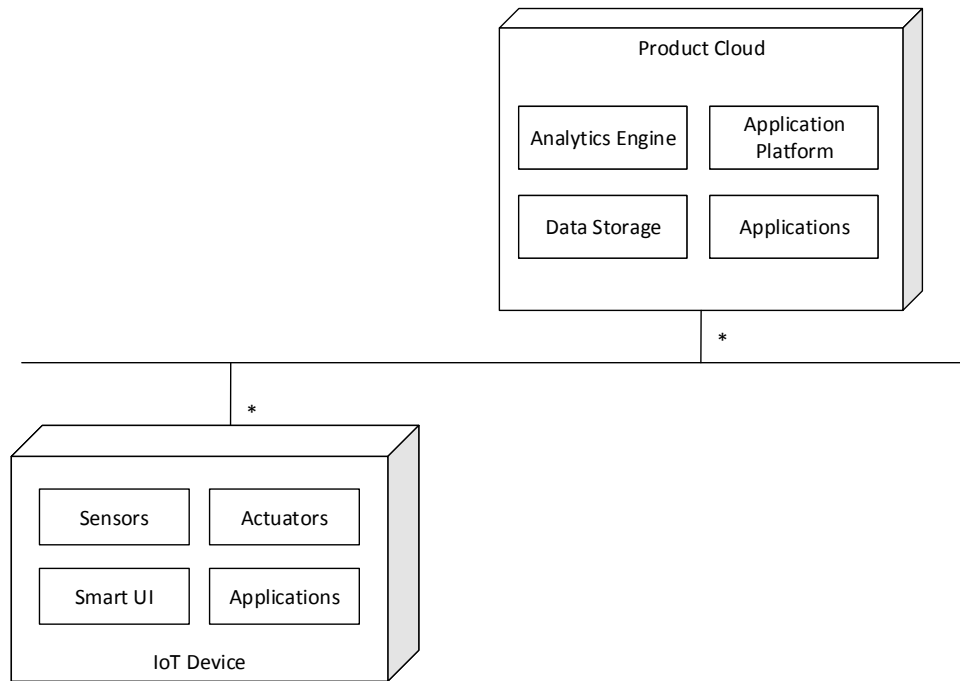 Product Cloud
Analytics Engine
Application
Platform
Data Storage
Applications
*
*
Sensors
Actuators
Smart UI
Applications
IoT Device